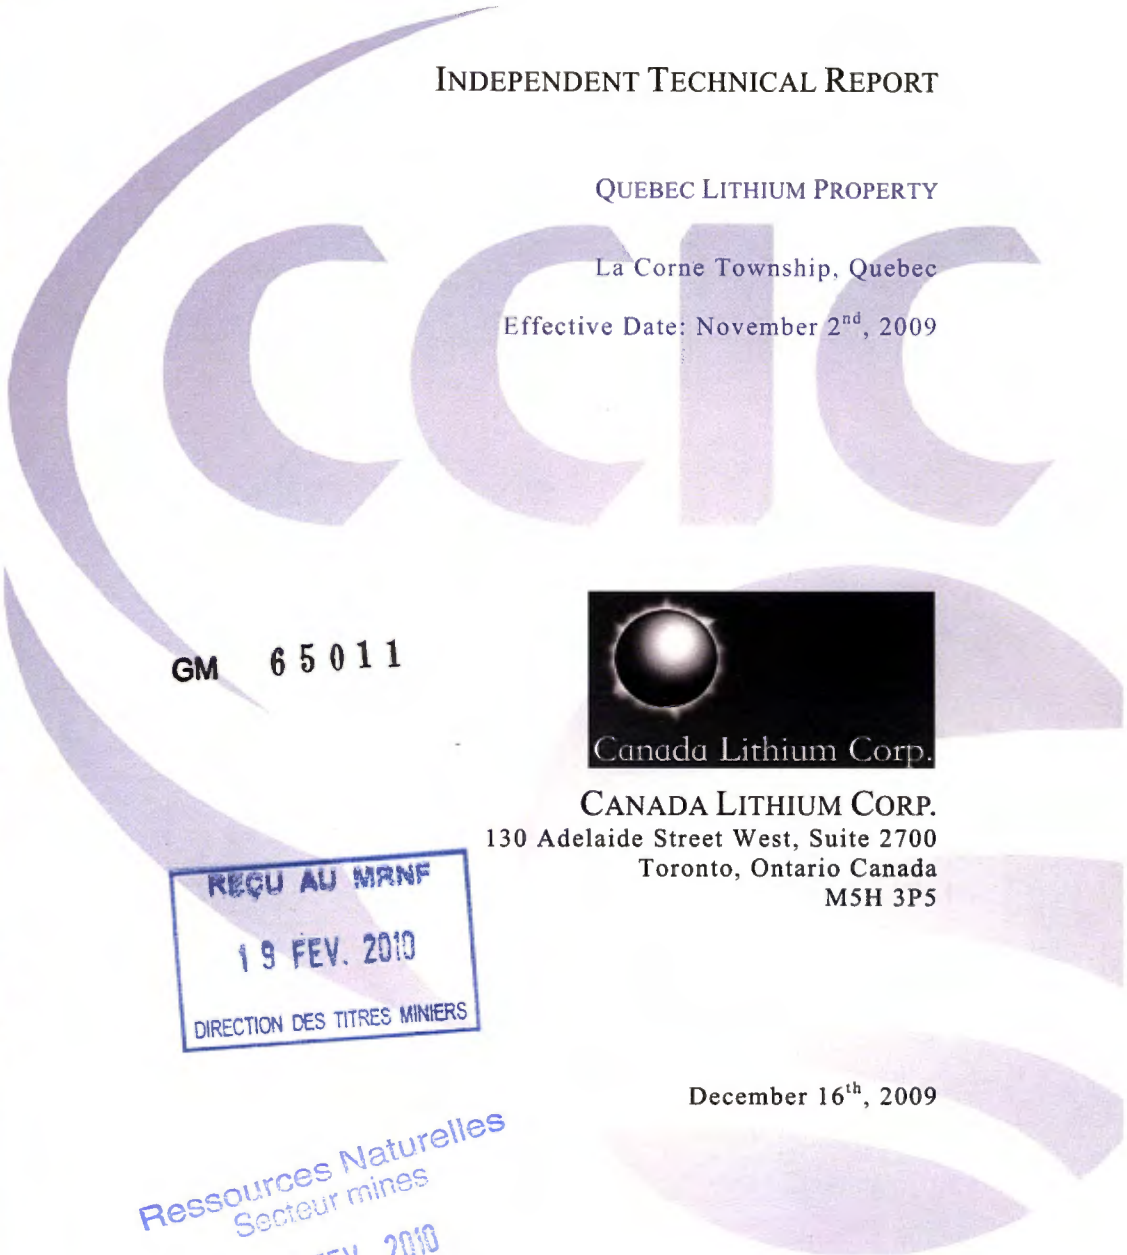 INDEPENDENT TECHNICAL REPORT
QUEBEC LITHIUM PROPERTY
La Corne Township, Quebec
Effective Date: November 2nd, 2009
CCIC
GM 65011
Canada Lithium Corp.
CANADA LITHIUM CORP.
130 Adelaide Street West, Suite 2700
Toronto, Ontario Canada
M5H 3P5
REÇU AU MRNF
19 FEV. 2010
DIRECTION DES TITRES MINIERS
December 16th, 2009
Ressources Naturelles
Secteur mines
2010